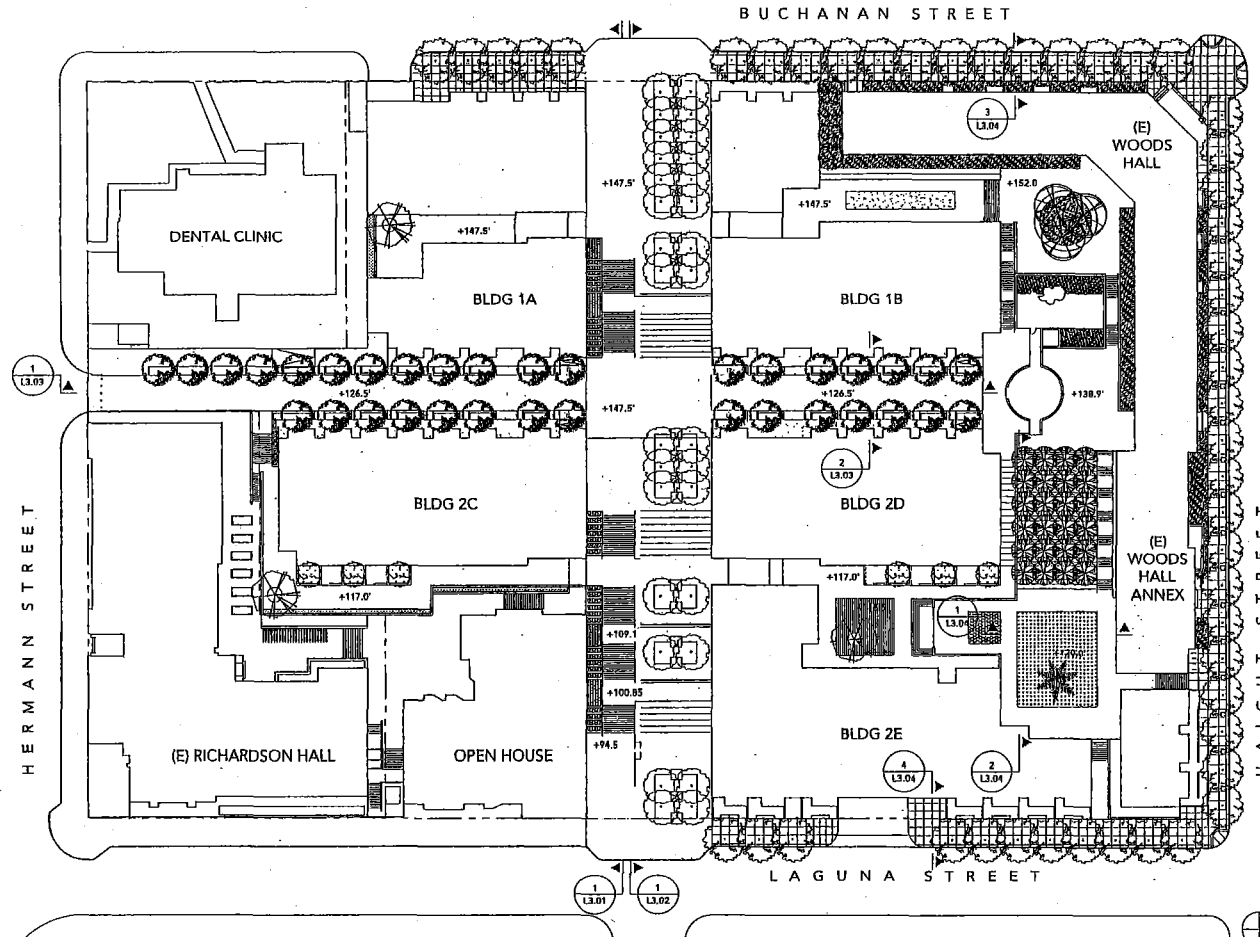 BUCHANAN STREET
3
L3.04
(E)
WOODS
HALL
+147.5'
+152.0
+147.5'
DENTAL CLINIC
+147.5'
BLDG 1A
BLDG 1B
1
L3.03
+126.5'
+147.5'
+126.5'
+138.9'
2
L3.03
BLDG 2C
BLDG 2D
HERMANN STREET
(E)
WOODS
HALL
ANNEX
+117.0'
+117.0'
1
L3.04
+109.1
+100.85
+94.5
(E) RICHARDSON HALL
OPEN HOUSE
BLDG 2E
4
L3.04
2
L3.04
LAGUNA STREET
1
L3.01
1
L3.02